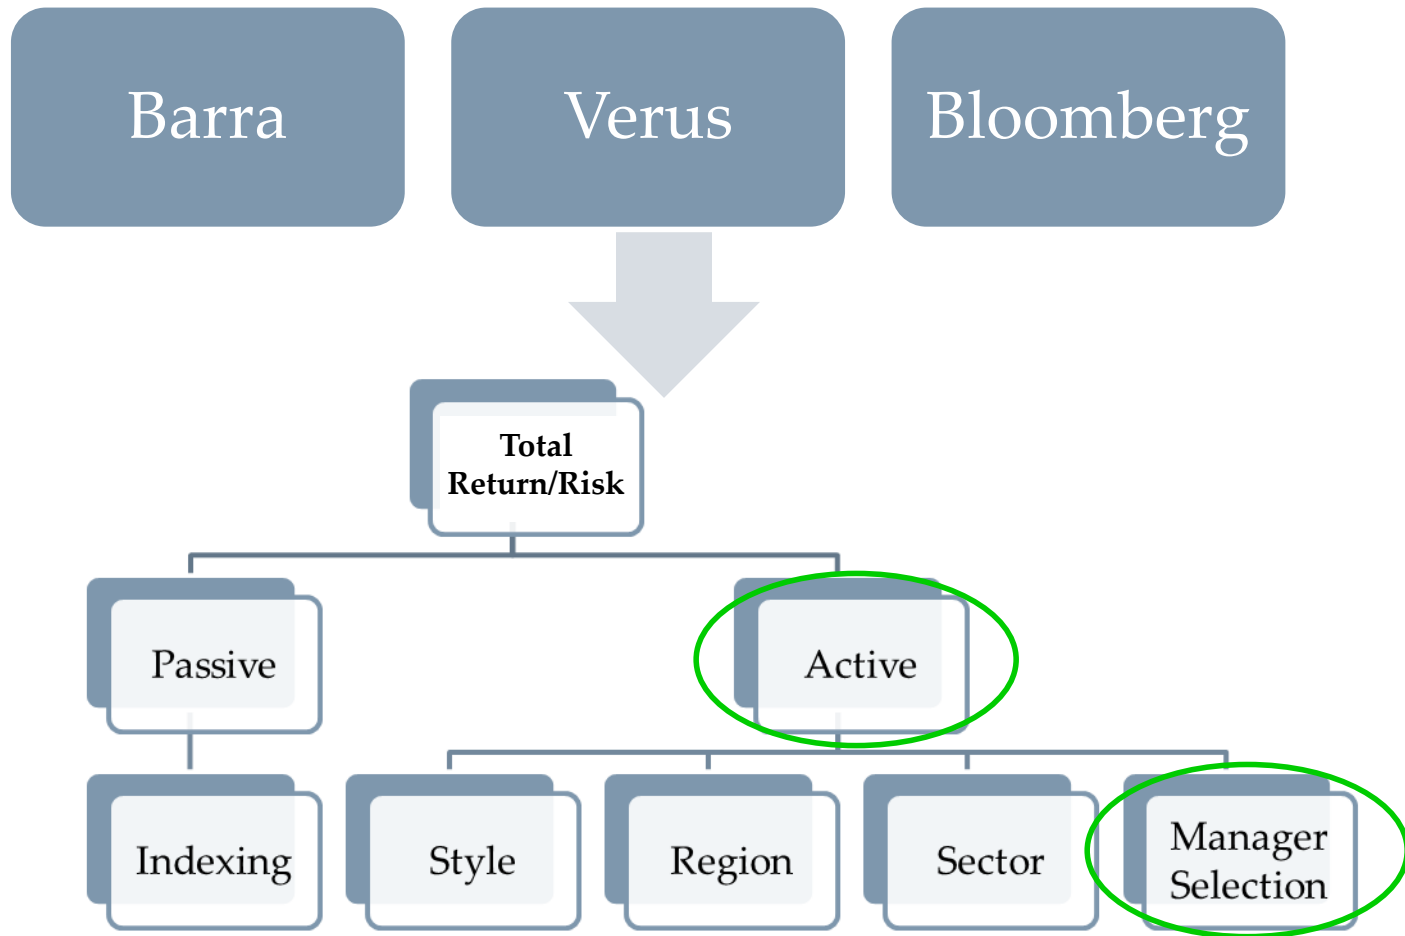 Barra
Verus
Bloomberg
Total
Return/Risk
Passive
Active
Indexing
Style
Region
Sector
Manager
Selection